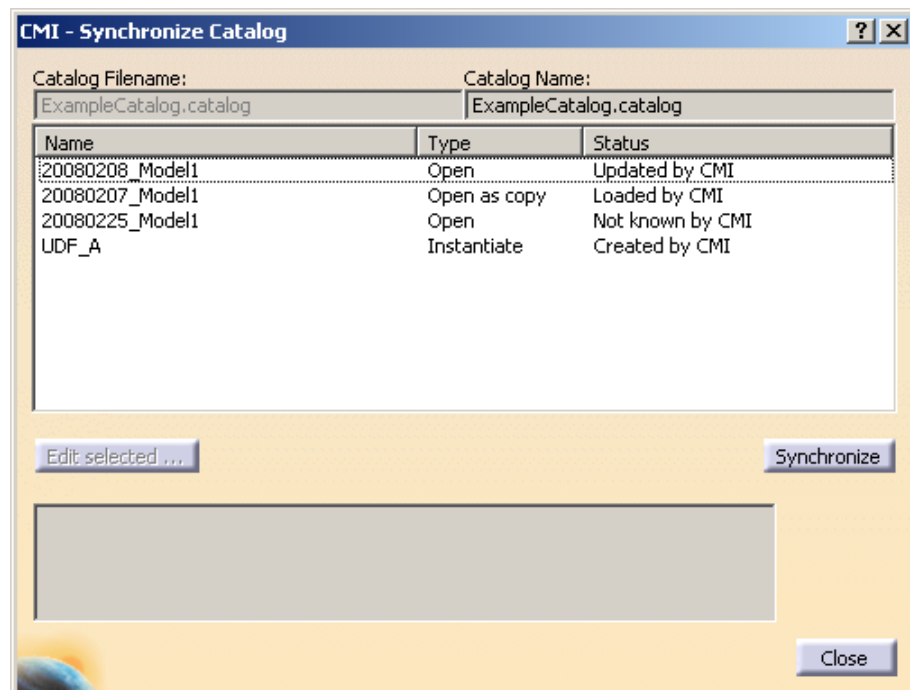 CMI - Synchronize Catalog
Catalog Filename: Catalog Name:
ExampleCatalog.catalog ExampleCatalog.catalog
Name Type Status
20080208_Model1 Open Updated by CMI
20080207_Model1 Open as copy Loaded by CMI
20080225_Model1 Open Not known by CMI
UDF_A Instantiate Created by CMI
Edit selected ... Synchronize
Close